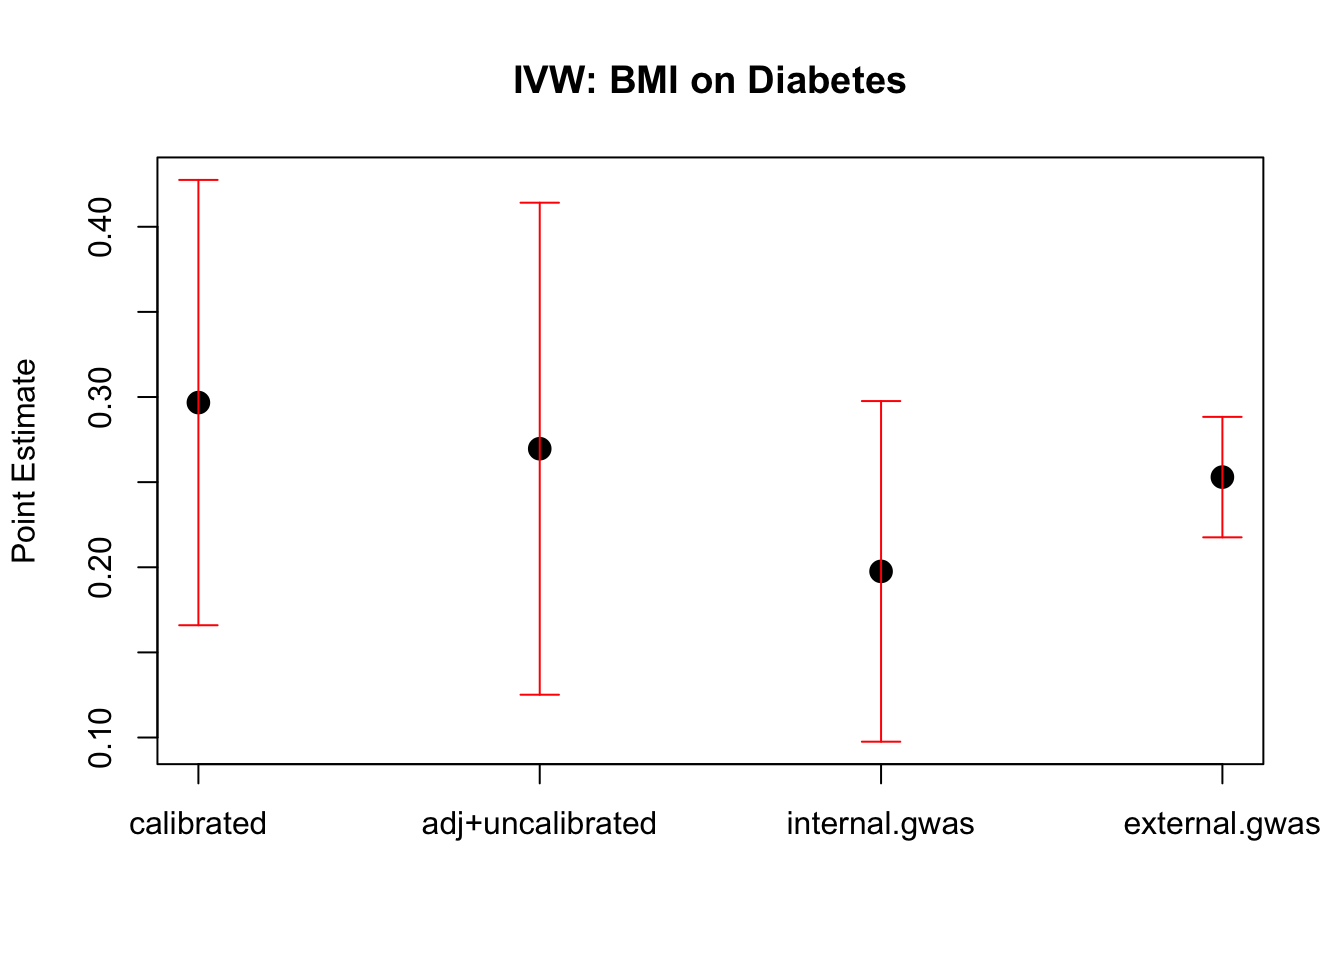 IVW: BMI on Diabetes
Point Estimate
0.40
0.30
0.20
0.10
calibrated
adj+uncalibrated
internal.gwas
external.gwas